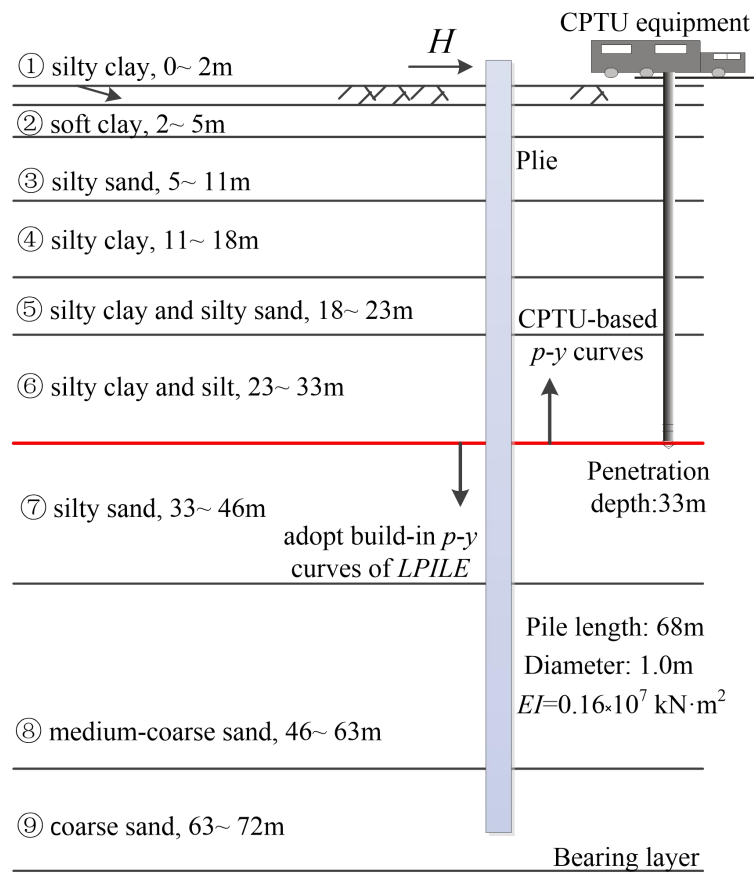 CPTU equipment
H
① silty clay, 0~ 2m
② soft clay, 2~ 5m
Plie
③ silty sand, 5~ 11m
④ silty clay, 11~ 18m
⑤ silty clay and silty sand, 18~ 23m
CPTU-based
p-y curves
⑥ silty clay and silt, 23~ 33m
Penetration
depth:33m
⑦ silty sand, 33~ 46m
adopt build-in p-y
curves of LPILE
Pile length: 68m
Diameter: 1.0m
EI=0.16×10⁷ kN·m²
⑧ medium-coarse sand, 46~ 63m
⑨ coarse sand, 63~ 72m
Bearing layer